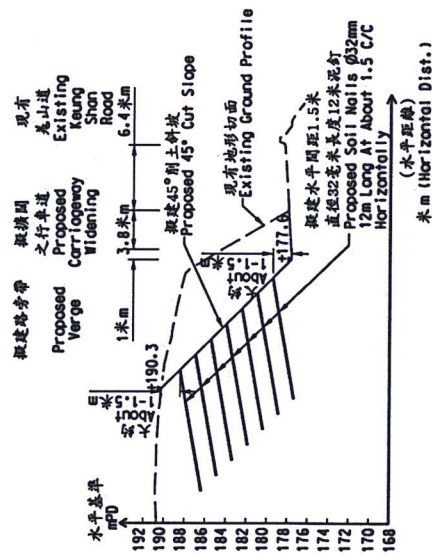 擬建路旁帶
Proposed
Verge
擬擴闊
之行車道
Proposed
Carriageway
Widening
現有
羗山道
Existing
Keung
Shan
Road
1米m
3.8米m
6.4米m
水平基準
mPD
192
190
188
186
184
182
180
178
176
174
172
170
168
大約
About
1-1.5米
m
+190.3
擬建45°削土斜坡
Proposed 45° Cut Slope
現有地形切面
Existing Ground Profile
大約
About
1-1.5米
m
+177.6
擬建水平間距1.5米
直徑32毫米長度12米泥釘
Proposed Soil Nails Ø32mm
12m Long At About 1.5 C/C
Horizontally
(水平距離)
米 m (Horizontal Dist.)